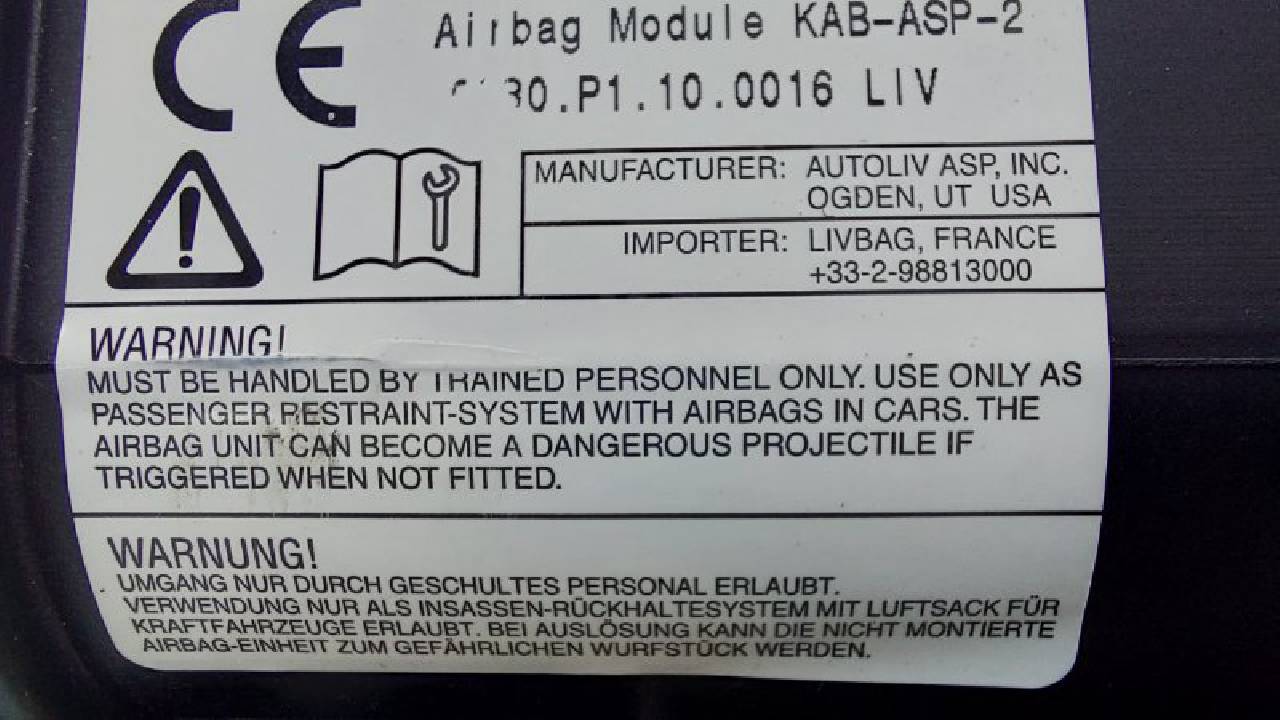 CE Airbag Module KAB-ASP-2
.P1.10.0016 LIV
MANUFACTURER: AUTOLIV ASP, INC.
OGDEN, UT USA
IMPORTER: LIVBAG, FRANCE
+33-2-98813000
WARNING!
MUST BE HANDLED BY TRAINED PERSONNEL ONLY. USE ONLY AS
PASSENGER RESTRAINT-SYSTEM WITH AIRBAGS IN CARS. THE
AIRBAG UNIT CAN BECOME A DANGEROUS PROJECTILE IF
TRIGGERED WHEN NOT FITTED.
WARNUNG!
UMGANG NUR DURCH GESCHULTES PERSONAL ERLAUBT.
VERWENDUNG NUR ALS INSASSEN-RÜCKHALTESYSTEM MIT LUFTSACK FÜR
KRAFTFAHRZEUGE ERLAUBT. BEI AUSLÖSUNG KANN DIE NICHT MONTIERTE
AIRBAG-EINHEIT ZUM GEFÄHRLICHEN WURFSTÜCK WERDEN.